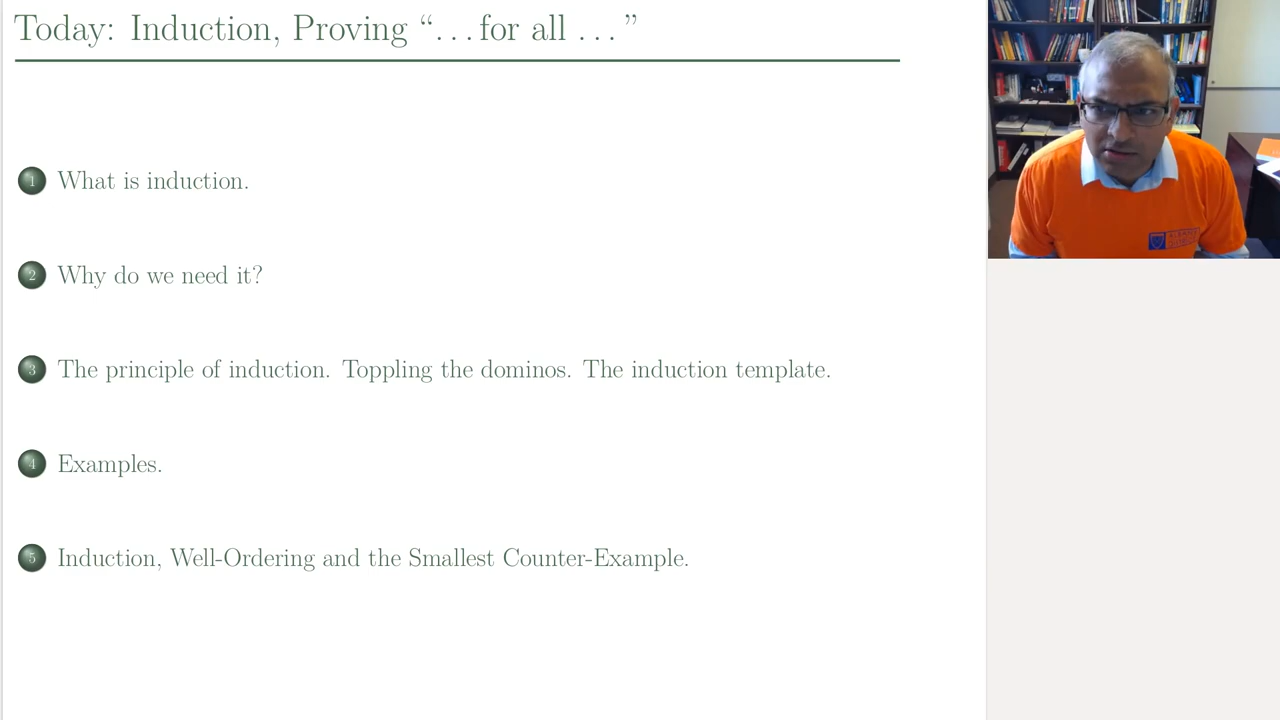 Today: Induction, Proving “. . . for all . . . ”
1 What is induction.
2 Why do we need it?
3 The principle of induction. Toppling the dominos. The induction template.
4 Examples.
5 Induction, Well-Ordering and the Smallest Counter-Example.